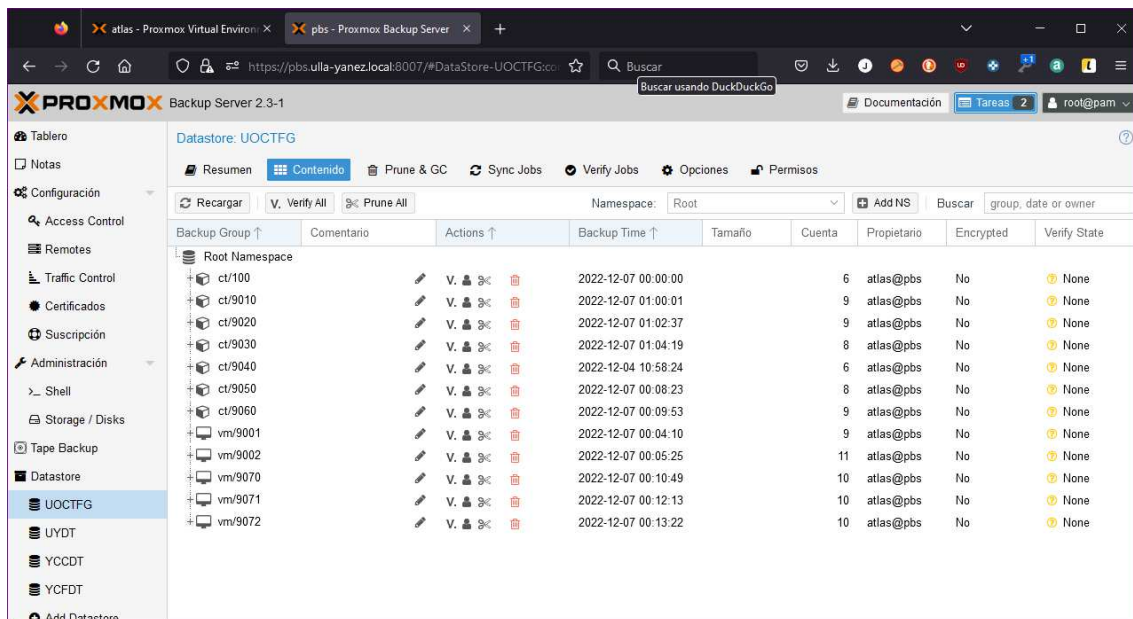 atlas - Proxmox Virtual Environ
pbs - Proxmox Backup Server
https://pbs.ulla-yanez.local:8007/#DataStore-UOCTFG:co
Buscar
Buscar usando DuckDuckGo
PROXMOX Backup Server 2.3-1
Documentación
Tareas 2
root@pam
Tablero
Notas
Configuración
Access Control
Remotes
Traffic Control
Certificados
Suscripción
Administración
Shell
Storage / Disks
Tape Backup
Datastore
UOCTFG
UYDT
YCCDT
YCFDT
Add Datastore
Datastore: UOCTFG
Resumen Contenido Prune & GC Sync Jobs Verify Jobs Opciones Permisos
Recargar V. Verify All Prune All Namespace: Root Add NS Buscar group, date or owner
Backup Group Comentario Actions Backup Time Tamaño Cuenta Propietario Encrypted Verify State
Root Namespace
ct/100 V. 2022-12-07 00:00:00 6 atlas@pbs No None
ct/9010 V. 2022-12-07 01:00:01 9 atlas@pbs No None
ct/9020 V. 2022-12-07 01:02:37 9 atlas@pbs No None
ct/9030 V. 2022-12-07 01:04:19 8 atlas@pbs No None
ct/9040 V. 2022-12-04 10:58:24 6 atlas@pbs No None
ct/9050 V. 2022-12-07 00:08:23 8 atlas@pbs No None
ct/9060 V. 2022-12-07 00:09:53 9 atlas@pbs No None
vm/9001 V. 2022-12-07 00:04:10 9 atlas@pbs No None
vm/9002 V. 2022-12-07 00:05:25 11 atlas@pbs No None
vm/9070 V. 2022-12-07 00:10:49 10 atlas@pbs No None
vm/9071 V. 2022-12-07 00:12:13 10 atlas@pbs No None
vm/9072 V. 2022-12-07 00:13:22 10 atlas@pbs No None